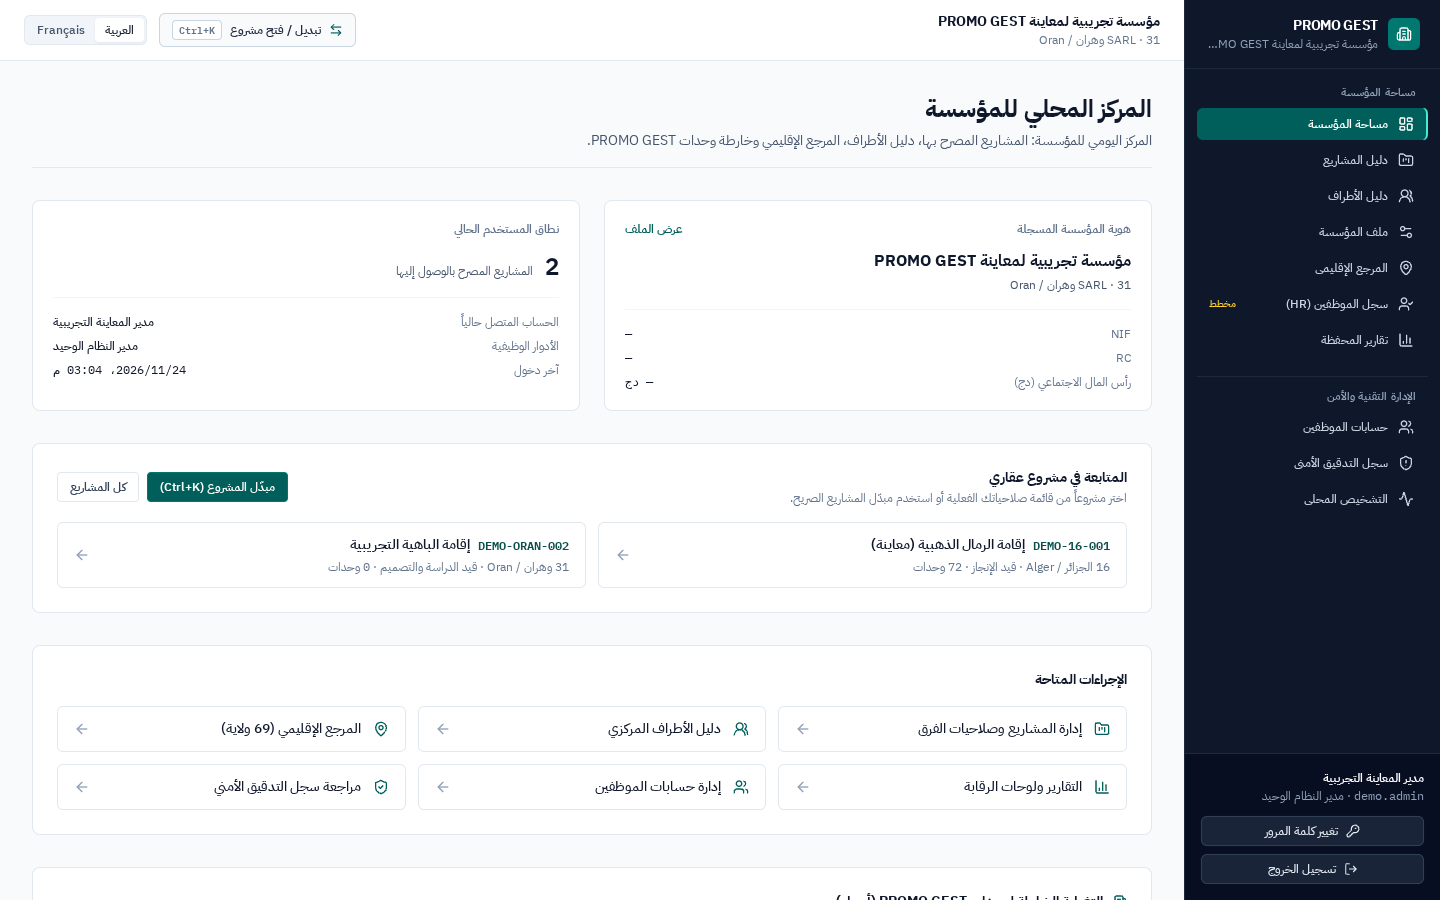 PROMO GEST
مؤسسة تجريبية لمعاينة MO GEST...
مساحة المؤسسة
مساحة المؤسسة
دليل المشاريع
دليل الأطراف
ملف المؤسسة
المرجع الإقليمي
سجل الموظفين (HR)
مخطط
تقارير المحفظة
الإدارة التقنية والأمن
حسابات الموظفين
سجل التدقيق الأمني
التشخيص المحلي
مدير المعاينة التجريبية
demo.admin · مدير النظام الوحيد
تغيير كلمة المرور
تسجيل الخروج
مؤسسة تجريبية لمعاينة PROMO GEST
SARL · 31 وهران / Oran
تبديل / فتح مشروع Ctrl+K
العربية
Français
المركز المحلي للمؤسسة
المركز اليومي للمؤسسة: المشاريع المصرح بها، دليل الأطراف، المرجع الإقليمي وخارطة وحدات PROMO GEST.
هوية المؤسسة المسجلة
عرض الملف
مؤسسة تجريبية لمعاينة PROMO GEST
SARL · 31 وهران / Oran
NIF —
RC —
رأس المال الاجتماعي (دج) — دج
نطاق المستخدم الحالي
2 المشاريع المصرح بالوصول إليها
الحساب المتصل حالياً مدير المعاينة التجريبية
الأدوار الوظيفية مدير النظام الوحيد
آخر دخول 2026/11/24، 03:04 م
المتابعة في مشروع عقاري
اختر مشروعاً من قائمة صلاحياتك الفعلية أو استخدم مبدّل المشاريع الصريح.
مبدّل المشروع (Ctrl+K)
كل المشاريع
DEMO-16-001 إقامة الرمال الذهبية (معاينة)
16 الجزائر / Alger · قيد الإنجاز · 72 وحدات
DEMO-ORAN-002 إقامة الباهية التجريبية
31 وهران / Oran · قيد الدراسة والتصميم · 0 وحدات
الإجراءات المتاحة
إدارة المشاريع وصلاحيات الفرق
دليل الأطراف المركزي
المرجع الإقليمي (69 ولاية)
التقارير ولوحات الرقابة
إدارة حسابات الموظفين
مراجعة سجل التدقيق الأمني
PROMO GEST